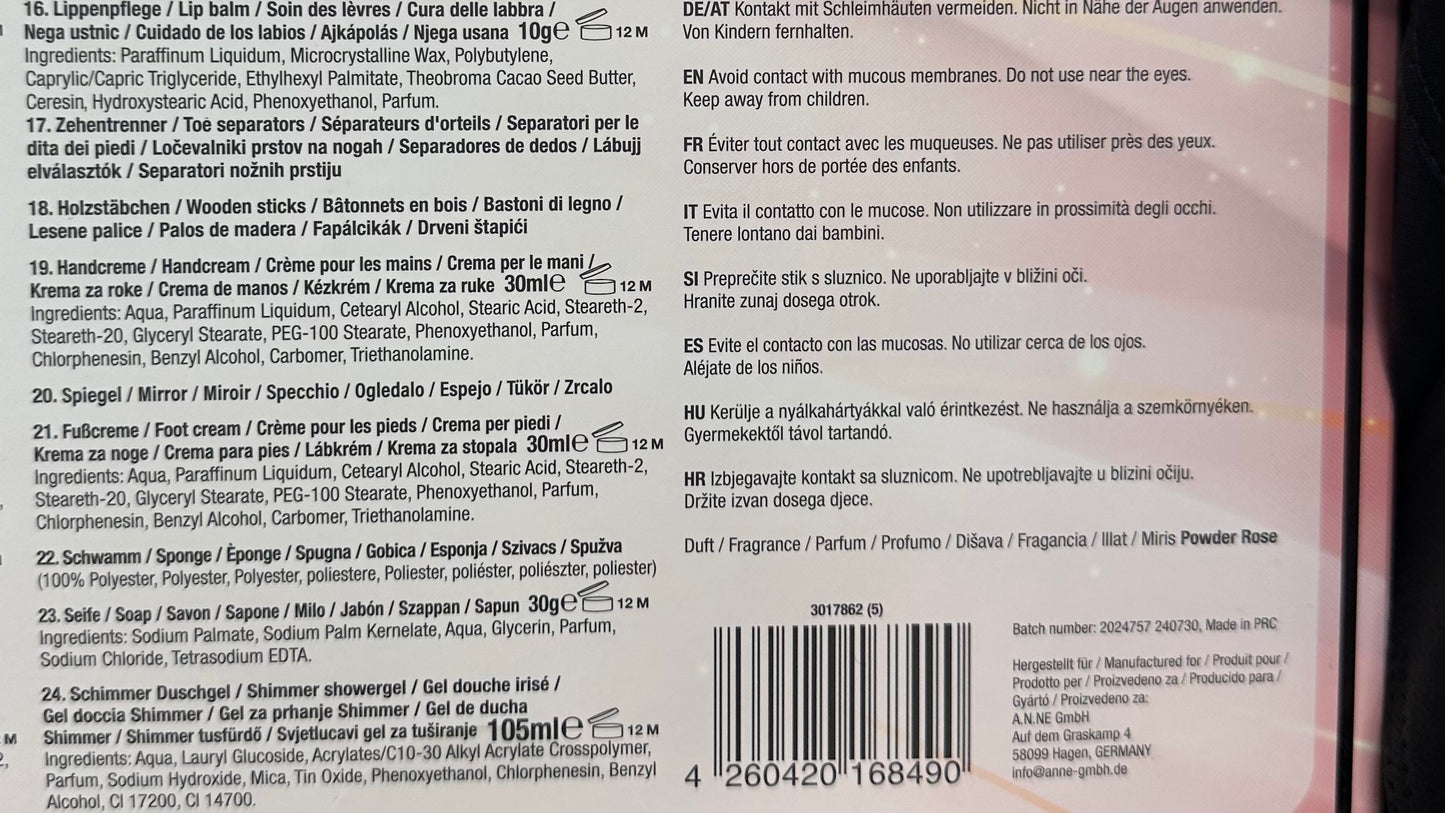 16. Lippenpflege / Lip balm / Soin des lèvres / Cura delle labbra /
Nega ustnic / Cuidado de los labios / Ajkápolás / Njega usana 10g℮ 12 M
Ingredients: Paraffinum Liquidum, Microcrystalline Wax, Polybutylene,
Caprylic/Capric Triglyceride, Ethylhexyl Palmitate, Theobroma Cacao Seed Butter,
Ceresin, Hydroxystearic Acid, Phenoxyethanol, Parfum.
17. Zehentrenner / Toe separators / Séparateurs d'orteils / Separatori per le
dita dei piedi / Ločevalniki prstov na nogah / Separadores de dedos / Lábujj
elválasztók / Separatori nožnih prstiju
18. Holzstäbchen / Wooden sticks / Bâtonnets en bois / Bastoni di legno /
Lesene palice / Palos de madera / Fapálcikák / Drveni štapići
19. Handcreme / Handcream / Crème pour les mains / Crema per le mani /
Krema za roke / Crema de manos / Kézkrém / Krema za ruke 30ml℮ 12 M
Ingredients: Aqua, Paraffinum Liquidum, Cetearyl Alcohol, Stearic Acid, Steareth-2,
Steareth-20, Glyceryl Stearate, PEG-100 Stearate, Phenoxyethanol, Parfum,
Chlorphenesin, Benzyl Alcohol, Carbomer, Triethanolamine.
20. Spiegel / Mirror / Miroir / Specchio / Ogledalo / Espejo / Tükör / Zrcalo
21. Fußcreme / Foot cream / Crème pour les pieds / Crema per piedi /
Krema za noge / Crema para pies / Lábkrém / Krema za stopala 30ml℮ 12 M
Ingredients: Aqua, Paraffinum Liquidum, Cetearyl Alcohol, Stearic Acid, Steareth-2,
Steareth-20, Glyceryl Stearate, PEG-100 Stearate, Phenoxyethanol, Parfum,
Chlorphenesin, Benzyl Alcohol, Carbomer, Triethanolamine.
22. Schwamm / Sponge / Èponge / Spugna / Gobica / Esponja / Szivacs / Spužva
(100% Polyester, Polyester, Polyester, poliestere, Poliester, poliéster, poliészter, poliester)
23. Seife / Soap / Savon / Sapone / Milo / Jabón / Szappan / Sapun 30g℮ 12 M
Ingredients: Sodium Palmate, Sodium Palm Kernelate, Aqua, Glycerin, Parfum,
Sodium Chloride, Tetrasodium EDTA.
24. Schimmer Duschgel / Shimmer showergel / Gel douche irisé /
Gel doccia Shimmer / Gel za prhanje Shimmer / Gel de ducha
Shimmer / Shimmer tusfürdő / Svjetlucavi gel za tuširanje 105ml℮ 12 M
Ingredients: Aqua, Lauryl Glucoside, Acrylates/C10-30 Alkyl Acrylate Crosspolymer,
Parfum, Sodium Hydroxide, Mica, Tin Oxide, Phenoxyethanol, Chlorphenesin, Benzyl
Alcohol, CI 17200, CI 14700.
DE/AT Kontakt mit Schleimhäuten vermeiden. Nicht in Nähe der Augen anwenden.
Von Kindern fernhalten.
EN Avoid contact with mucous membranes. Do not use near the eyes.
Keep away from children.
FR Éviter tout contact avec les muqueuses. Ne pas utiliser près des yeux.
Conserver hors de portée des enfants.
IT Evita il contatto con le mucose. Non utilizzare in prossimità degli occhi.
Tenere lontano dai bambini.
SI Preprečite stik s sluznico. Ne uporabljajte v bližini oči.
Hranite zunaj dosega otrok.
ES Evite el contacto con las mucosas. No utilizar cerca de los ojos.
Aléjate de los niños.
HU Kerülje a nyálkahártyákkal való érintkezést. Ne használja a szemkörnyéken.
Gyermekektől távol tartandó.
HR Izbjegavajte kontakt sa sluznicom. Ne upotrebljavajte u blizini očiju.
Držite izvan dosega djece.
Duft / Fragrance / Parfum / Profumo / Dišava / Fragancia / Illat / Miris Powder Rose
3017862 (5)
4 260420 168490
Batch number: 2024757 240730, Made in PRC
Hergestellt für / Manufactured for / Produit pour /
Prodotto per / Proizvedeno za / Producido para /
Gyártó / Proizvedeno za:
A.N.NE GmbH
Auf dem Graskamp 4
58099 Hagen, GERMANY
info@anne-gmbh.de